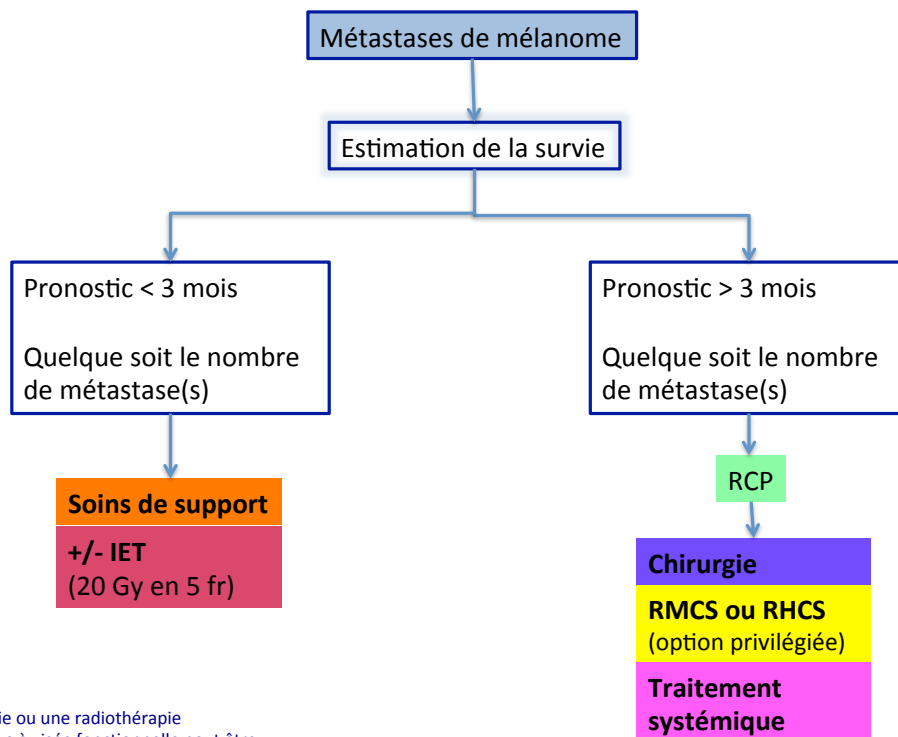 Métastases de mélanome
Estimation de la survie
Pronostic < 3 mois
Quelque soit le nombre
de métastase(s)
Soins de support
+/- IET
(20 Gy en 5 fr)
Pronostic > 3 mois
Quelque soit le nombre
de métastase(s)
RCP
Chirurgie
RMCS ou RHCS
(option privilégiée)
Traitement
systémique
ie ou une radiothérapie